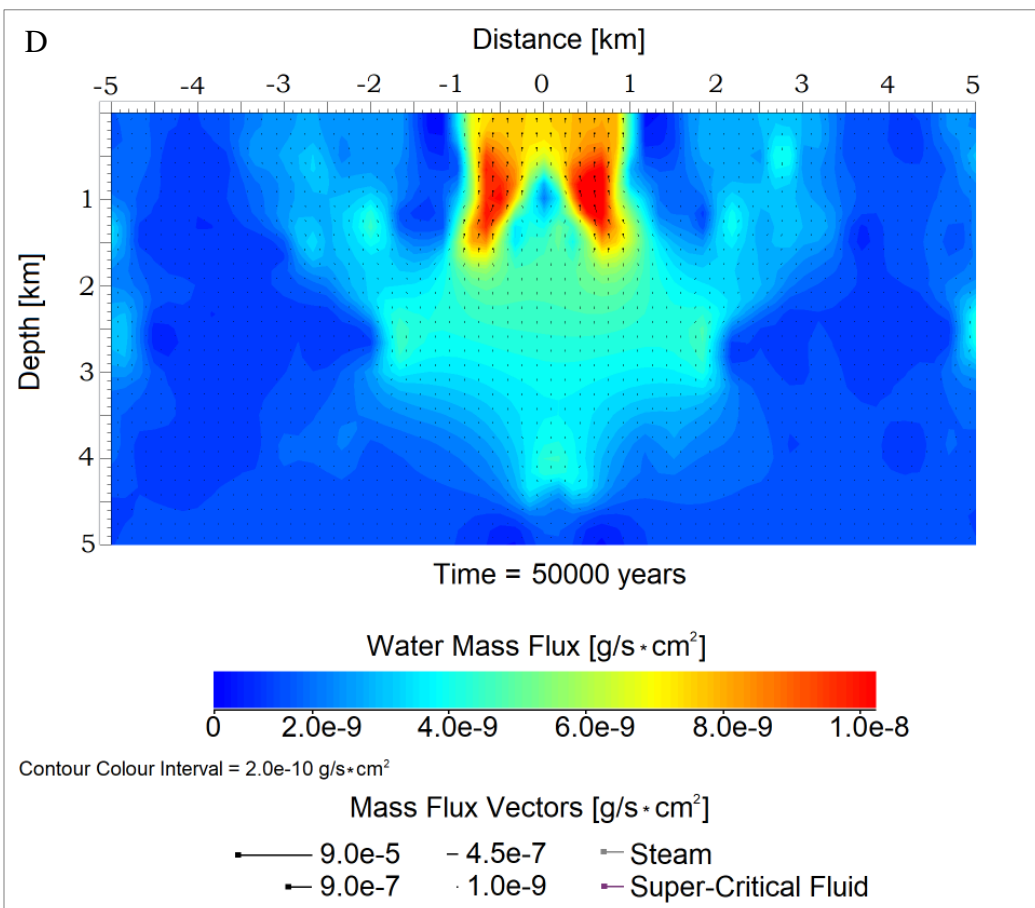 D
Distance [km]
-5 -4 -3 -2 -1 0 1 2 3 4 5
Depth [km]
1
2
3
4
5
Time = 50000 years
Water Mass Flux [g/s*cm²]
0 2.0e-9 4.0e-9 6.0e-9 8.0e-9 1.0e-8
Contour Colour Interval = 2.0e-10 g/s*cm²
Mass Flux Vectors [g/s*cm²]
9.0e-5 4.5e-7 Steam
9.0e-7 1.0e-9 Super-Critical Fluid